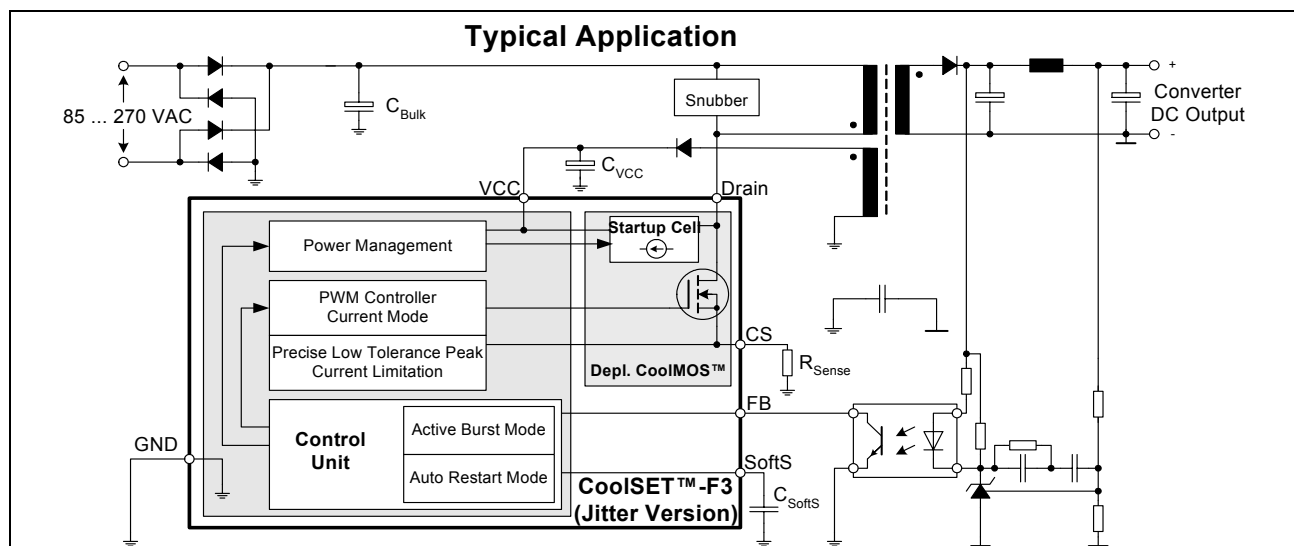 Typical Application
+
Snubber
Converter
DC Output
85 ... 270 VAC
C Bulk
-
C VCC
VCC
Drain
Startup Cell
Power Management
PWM Controller
Current Mode
CS
Precise Low Tolerance Peak
Current Limitation
R Sense
Depl. CoolMOS™
FB
Control
Unit
Active Burst Mode
GND
SoftS
Auto Restart Mode
CoolSET™-F3
(Jitter Version)
C SoftS